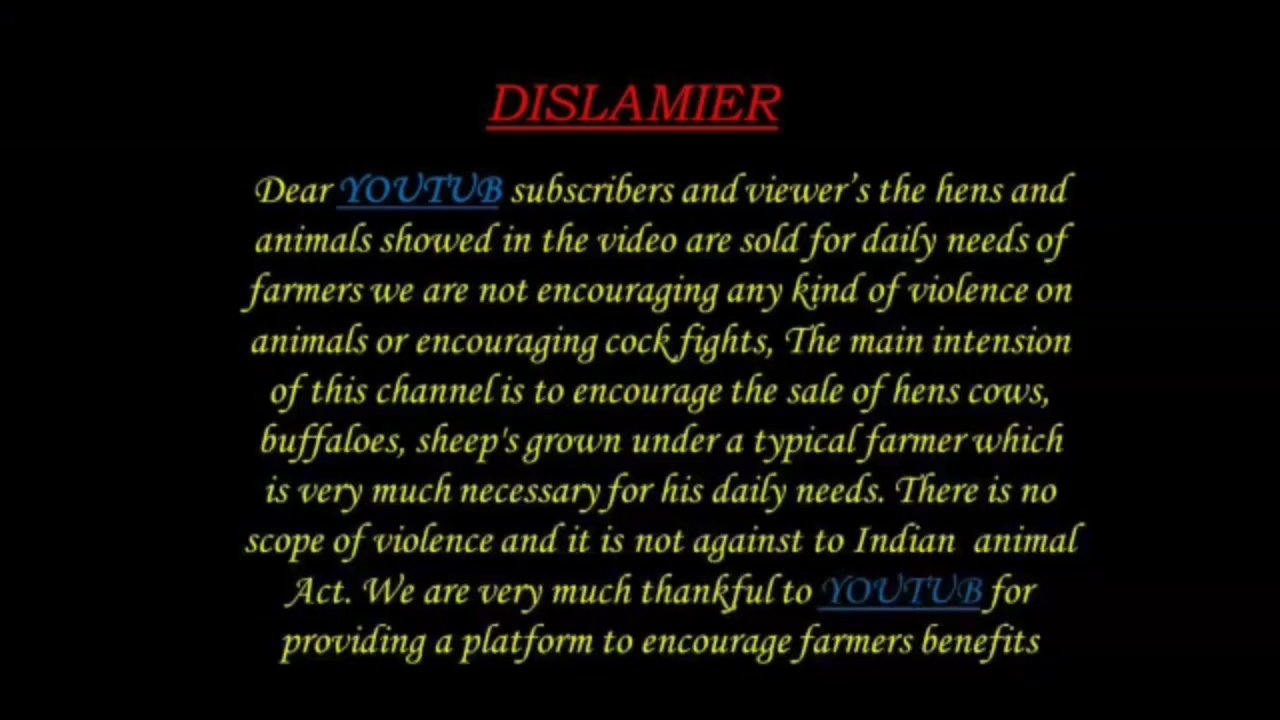 DISLAMIER
Dear YOUTUB subscribers and viewer’s the hens and
animals showed in the video are sold for daily needs of
farmers we are not encouraging any kind of violence on
animals or encouraging cock fights, The main intension
of this channel is to encourage the sale of hens cows,
buffaloes, sheep's grown under a typical farmer which
is very much necessary for his daily needs. There is no
scope of violence and it is not against to Indian animal
Act. We are very much thankful to YOUTUB for
providing a platform to encourage farmers benefits